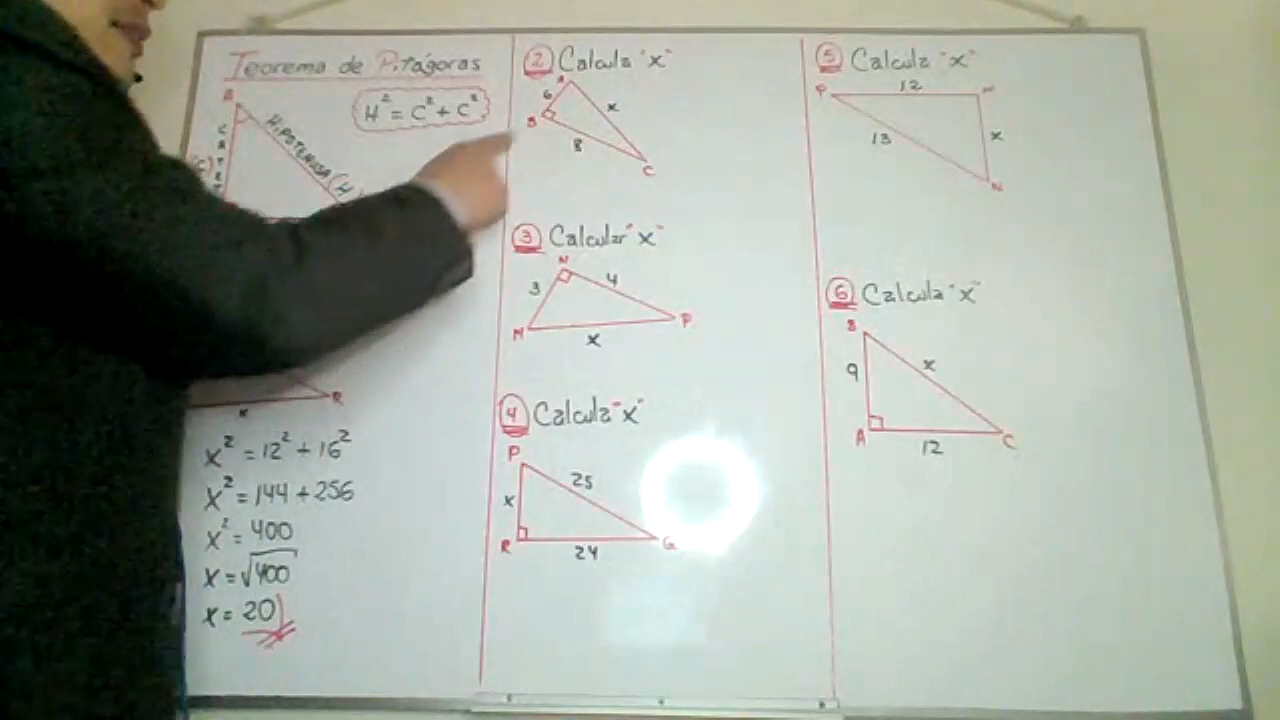 Teorema de Pitágoras
H² = C² + C²
A
CATET
(C)
HIPOTENUSA (H)
R
x
x² = 12² + 16²
x² = 144 + 256
x² = 400
x = √400
x = 20
2 Calcula "x"
A
6
x
B
8
C
3 Calcular "x"
N
3
4
M
P
x
4 Calcula "x"
P
25
x
R
24
G
5 Calcula "x"
12
P
M
13
x
N
6 Calcula "x"
B
9
x
A
12
C